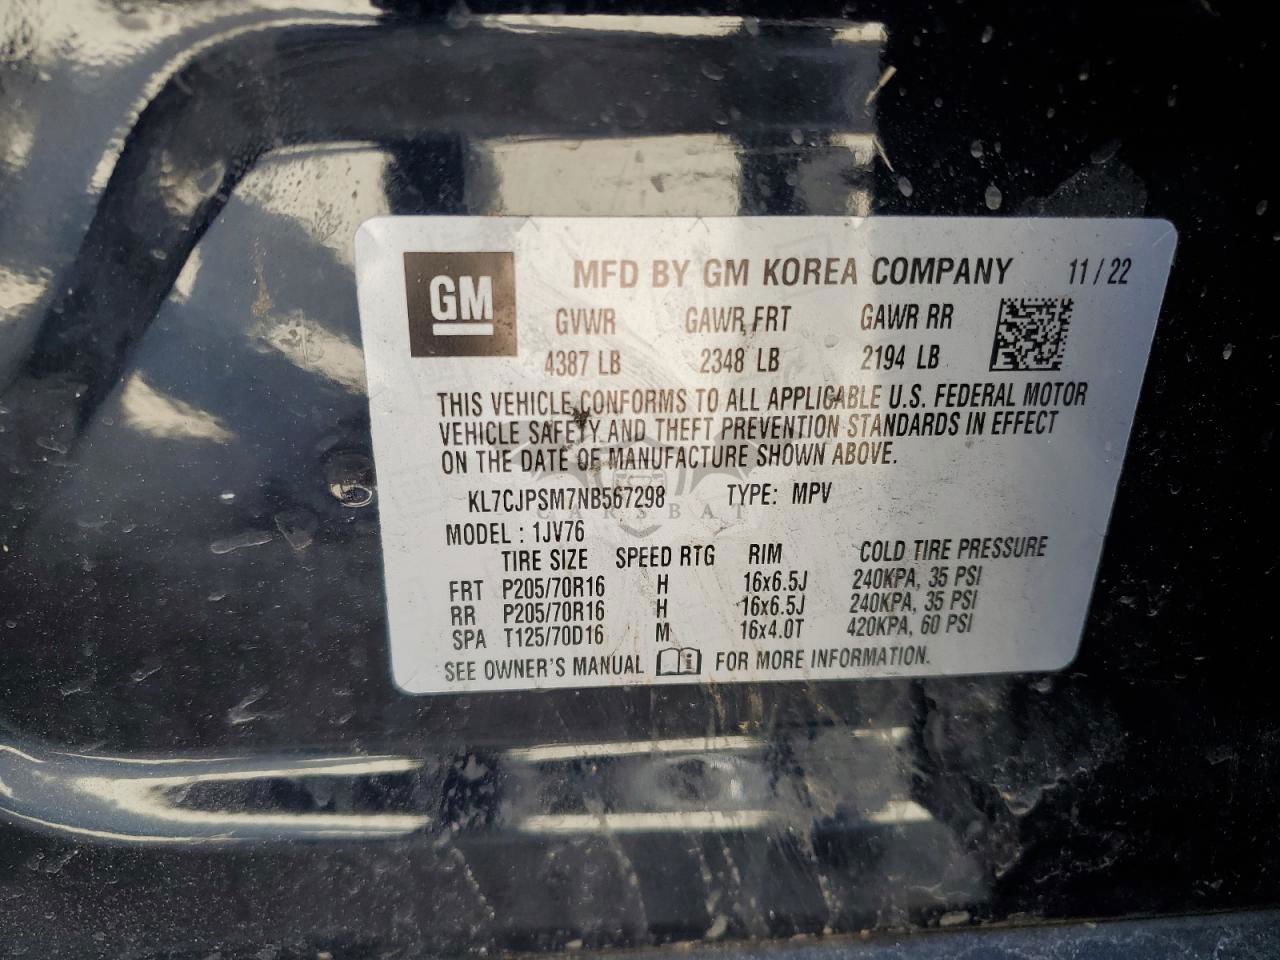 GM
MFD BY GM KOREA COMPANY 11 / 22
GVWR GAWR FRT GAWR RR
4387 LB 2348 LB 2194 LB
THIS VEHICLE CONFORMS TO ALL APPLICABLE U.S. FEDERAL MOTOR
VEHICLE SAFETY AND THEFT PREVENTION STANDARDS IN EFFECT
ON THE DATE OF MANUFACTURE SHOWN ABOVE.
KL7CJPSM7NB567298 TYPE: MPV
CARSBAT
MODEL : 1JV76
TIRE SIZE SPEED RTG RIM COLD TIRE PRESSURE
FRT P205/70R16 H 16x6.5J 240KPA, 35 PSI
RR P205/70R16 H 16x6.5J 240KPA, 35 PSI
SPA T125/70D16 M 16x4.0T 420KPA, 60 PSI
SEE OWNER'S MANUAL FOR MORE INFORMATION.